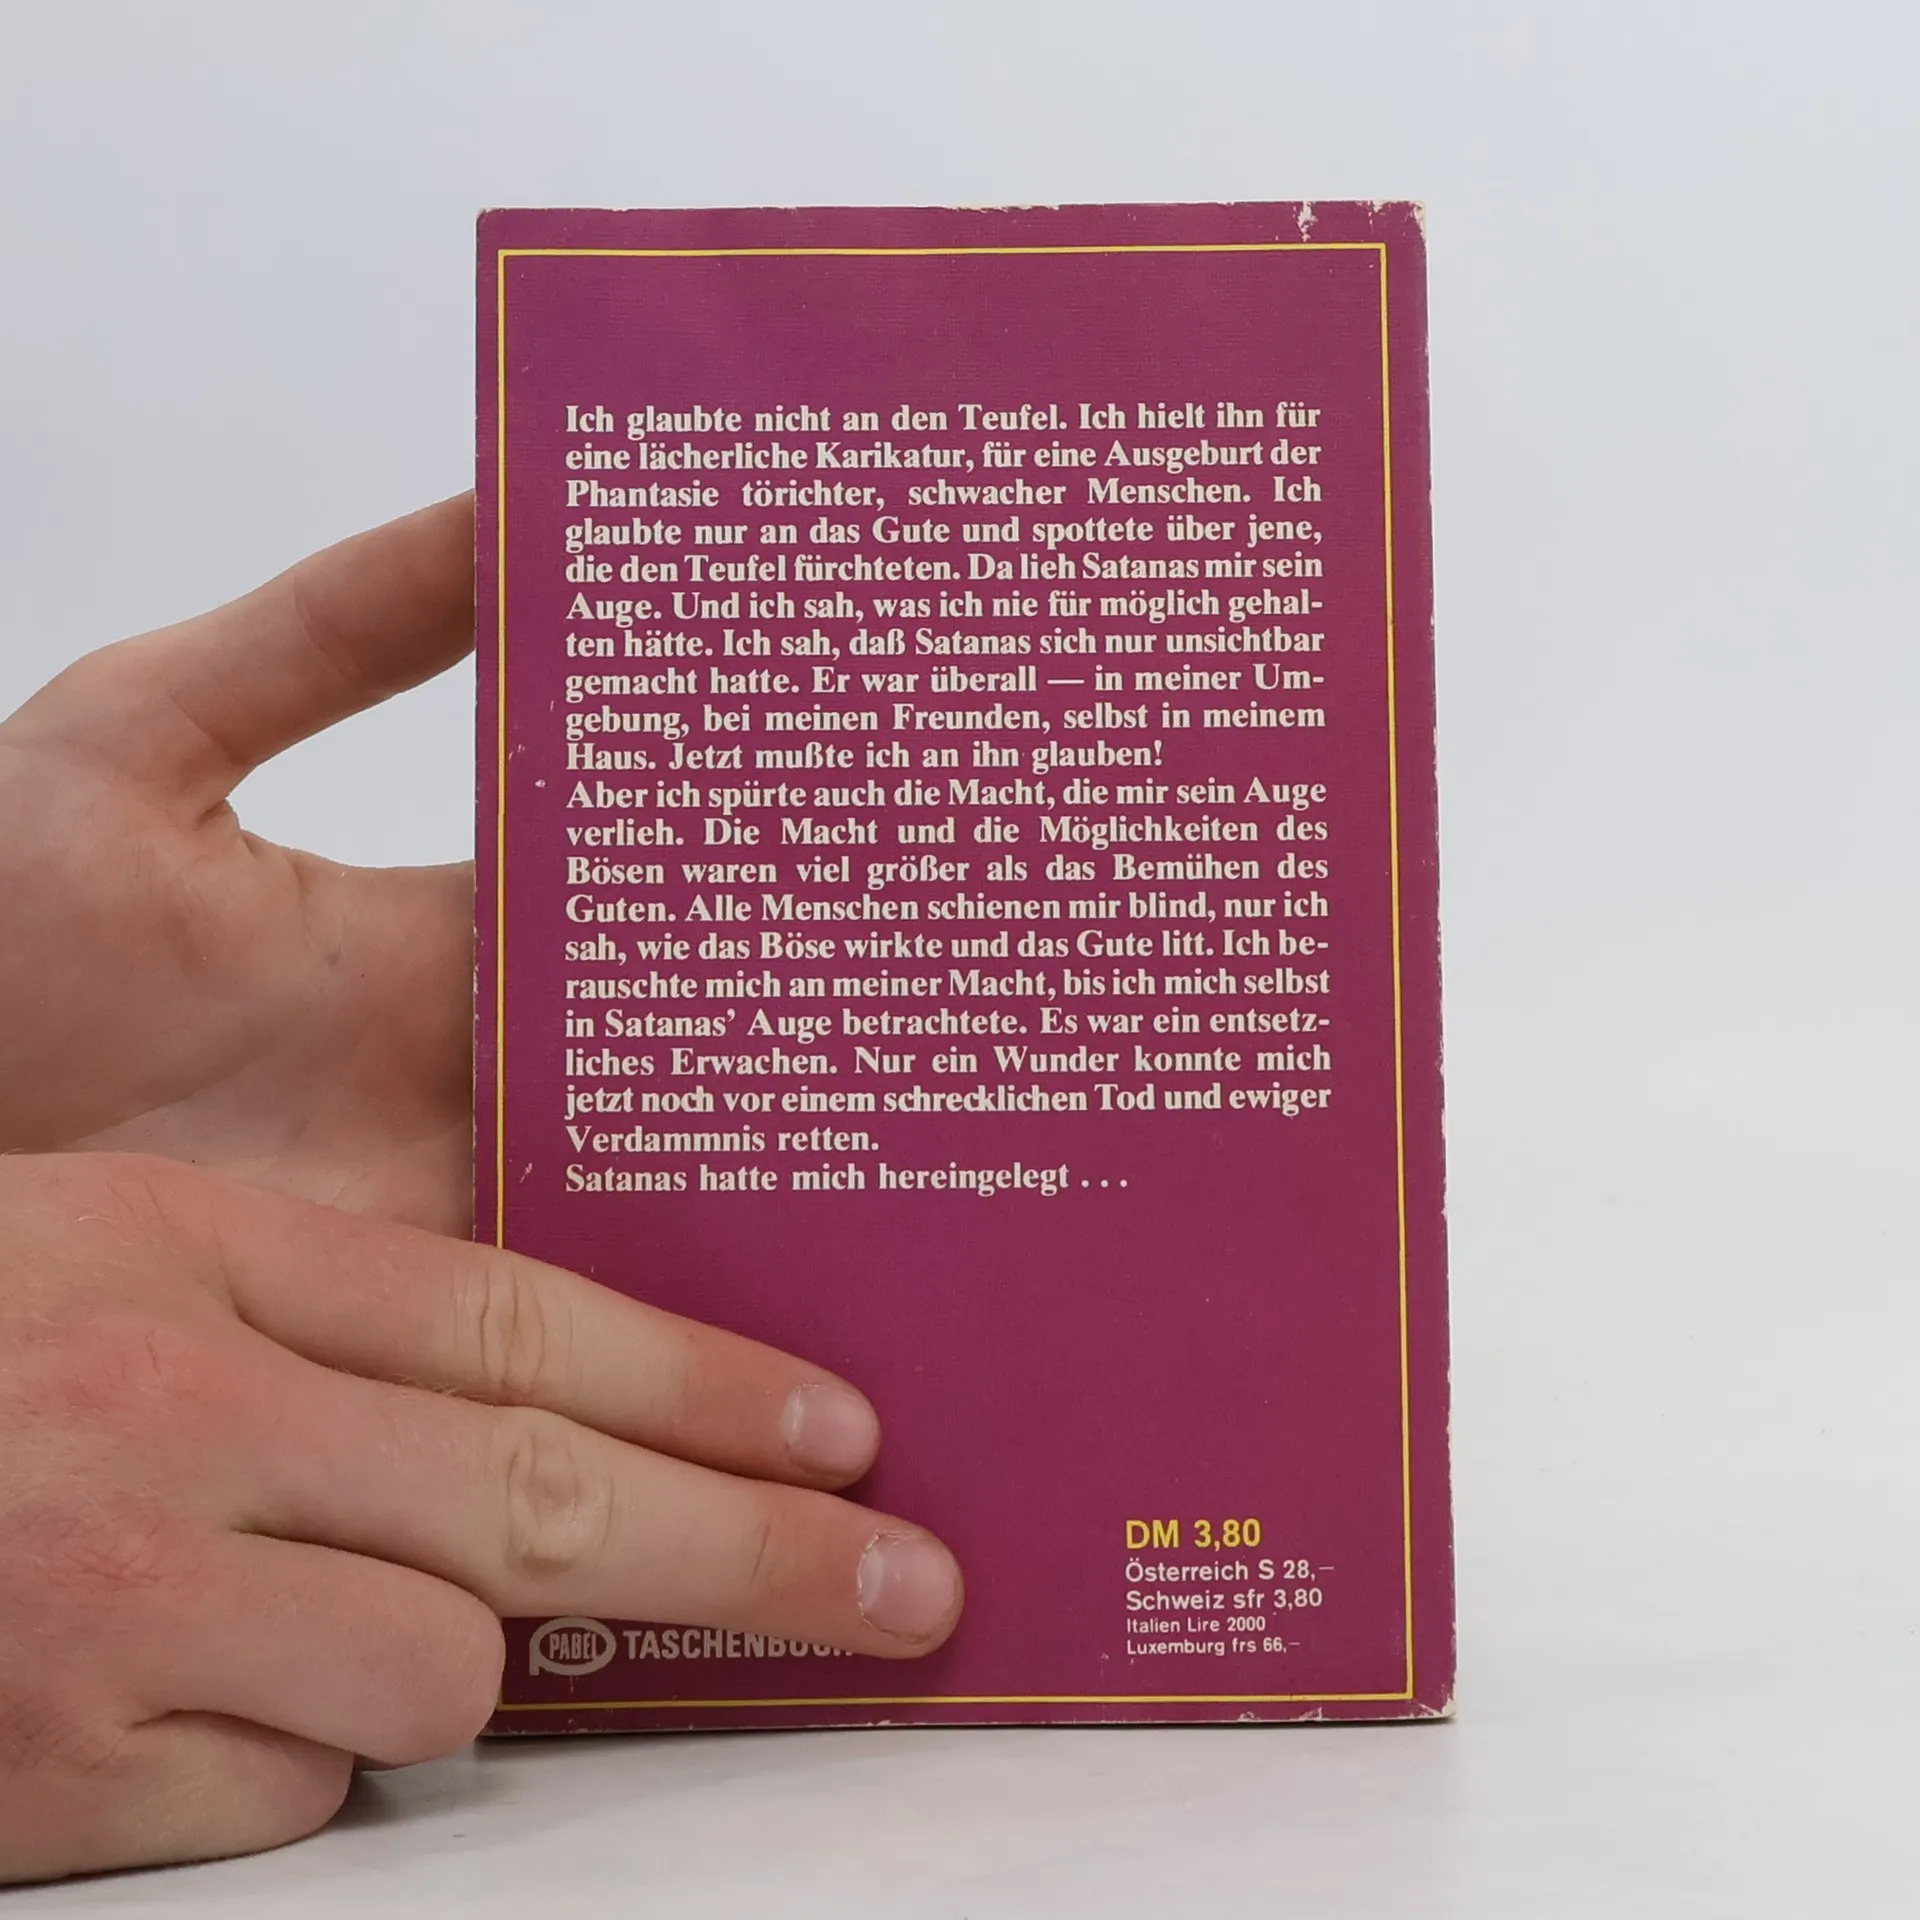 Ich glaubte nicht an den Teufel. Ich hielt ihn für
eine lächerliche Karikatur, für eine Ausgeburt der
Phantasie törichter, schwacher Menschen. Ich
glaubte nur an das Gute und spottete über jene,
die den Teufel fürchteten. Da lieh Satanas mir sein
Auge. Und ich sah, was ich nie für möglich gehal-
ten hätte. Ich sah, daß Satanas sich nur unsichtbar
gemacht hatte. Er war überall — in meiner Um-
gebung, bei meinen Freunden, selbst in meinem
Haus. Jetzt mußte ich an ihn glauben!
Aber ich spürte auch die Macht, die mir sein Auge
verlieh. Die Macht und die Möglichkeiten des
Bösen waren viel größer als das Bemühen des
Guten. Alle Menschen schienen mir blind, nur ich
sah, wie das Böse wirkte und das Gute litt. Ich be-
rauschte mich an meiner Macht, bis ich mich selbst
in Satanas’ Auge betrachtete. Es war ein entsetz-
liches Erwachen. Nur ein Wunder konnte mich
jetzt noch vor einem schrecklichen Tod und ewiger
Verdammnis retten.
Satanas hatte mich hereingelegt . . .
DM 3,80
Österreich S 28,—
Schweiz sfr 3,80
Italien Lire 2000
Luxemburg frs 66,—
PABEL